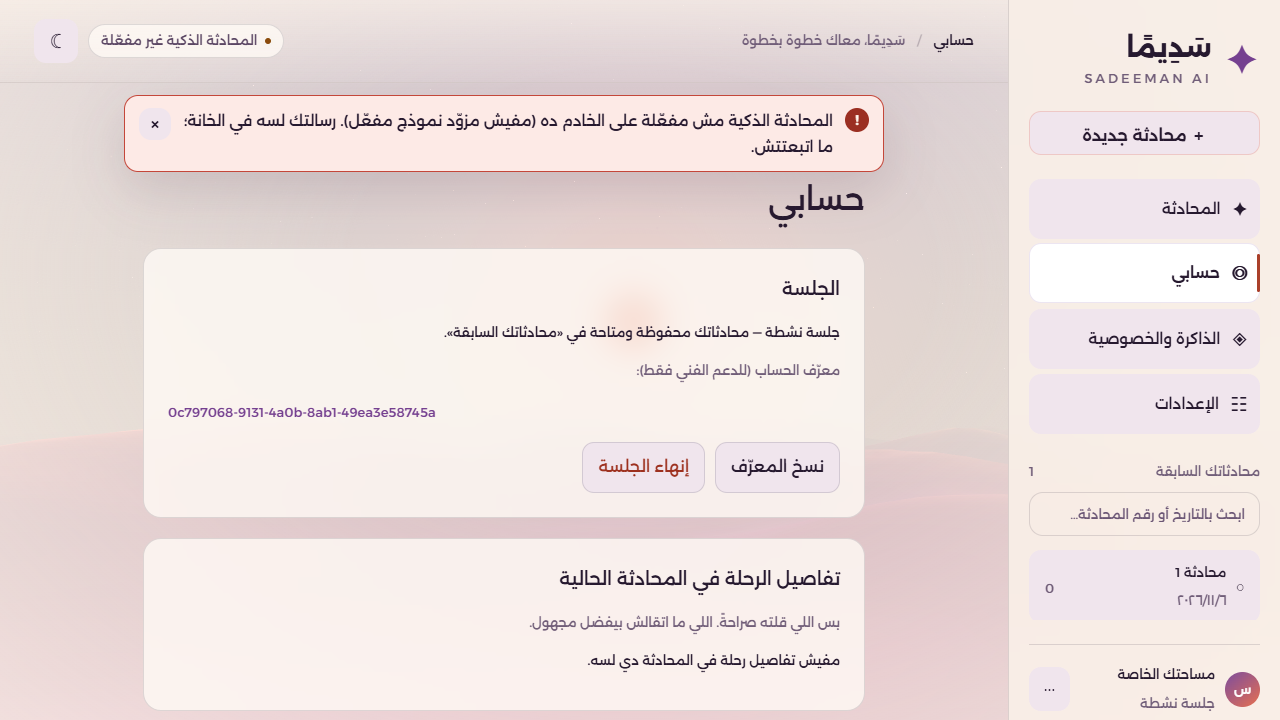 سَدِيمًا
SADEEMAN AI
+ محادثة جديدة
المحادثة
حسابي
الذاكرة والخصوصية
الإعدادات
محادثاتك السابقة 1
ابحث بالتاريخ أو رقم المحادثة...
محادثة 1
٢٠٢٦/١١/٦
0
س
مساحتك الخاصة
جلسة نشطة
...
حسابي / سَدِيمًا، معاك خطوة بخطوة
المحادثة الذكية غير مفعّلة
! المحادثة الذكية مش مفعّلة على الخادم ده (مفيش مزوّد نموذج مفعّل). رسالتك لسه في الخانة؛
ما اتبعتتش.
×
حسابي
الجلسة
جلسة نشطة — محادثاتك محفوظة ومتاحة في «محادثاتك السابقة».
معرّف الحساب (للدعم الفني فقط):
0c797068-9131-4a0b-8ab1-49ea3e58745a
نسخ المعرّف
إنهاء الجلسة
تفاصيل الرحلة في المحادثة الحالية
بس اللي قلته صراحةً. اللي ما اتقالش بيفضل مجهول.
مفيش تفاصيل رحلة في المحادثة دي لسه.